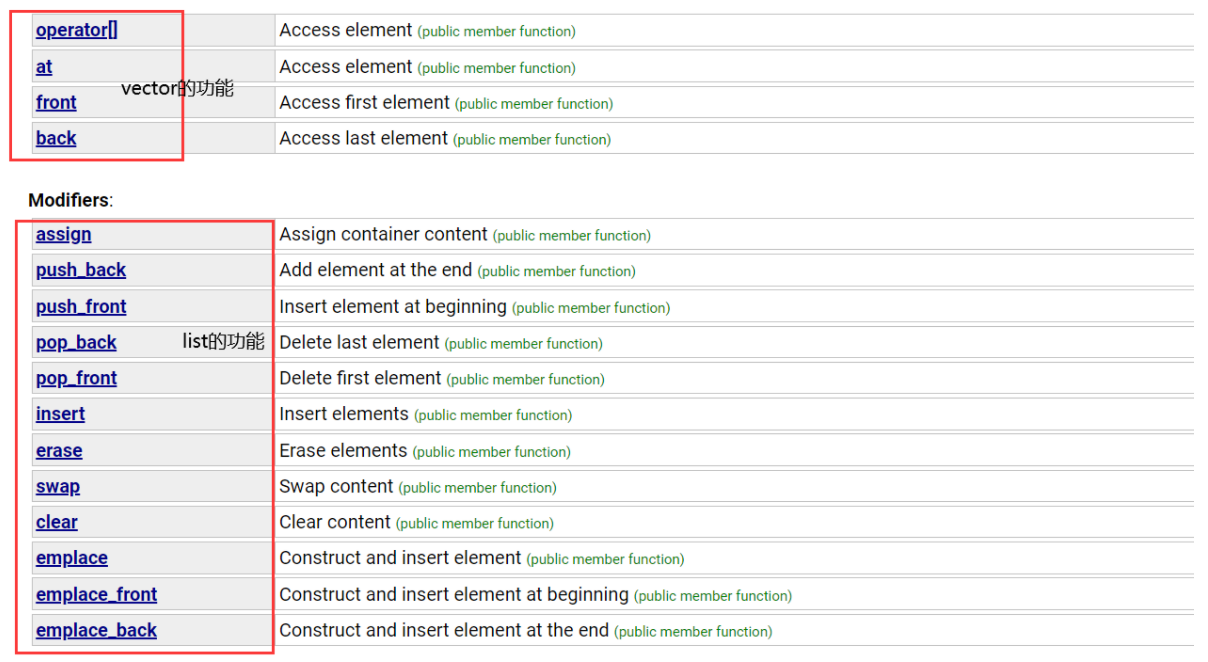 operator[] Access element (public member function)
at Access element (public member function)
vector的功能
front Access first element (public member function)
back Access last element (public member function)
Modifiers:
assign Assign container content (public member function)
push_back Add element at the end (public member function)
push_front Insert element at beginning (public member function)
pop_back list的功能 Delete last element (public member function)
pop_front Delete first element (public member function)
insert Insert elements (public member function)
erase Erase elements (public member function)
swap Swap content (public member function)
clear Clear content (public member function)
emplace Construct and insert element (public member function)
emplace_front Construct and insert element at beginning (public member function)
emplace_back Construct and insert element at the end (public member function)